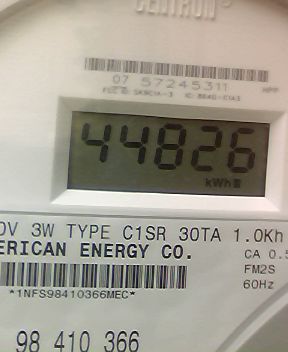 CENTRON®
07 57245311
44826
kWh
3W TYPE C1SR 30TA 1.0Kh
ERICAN ENERGY CO.
CA 0.5
FM2S
60Hz
*1NFS98410366MEC*
98 410 366